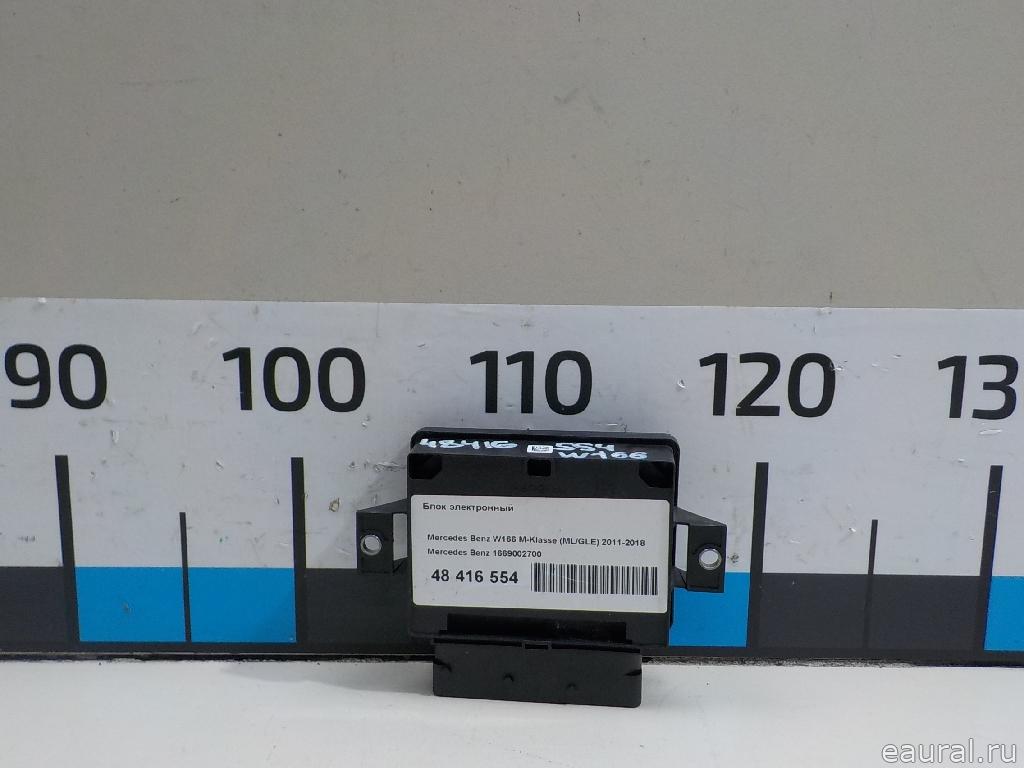 90 100 110 120 13
48416 554
W166
Блок электронный
Mercedes Benz W166 M-Klasse (ML/GLE) 2011-2018
Mercedes Benz 1669002700
48 416 554
eaural.ru